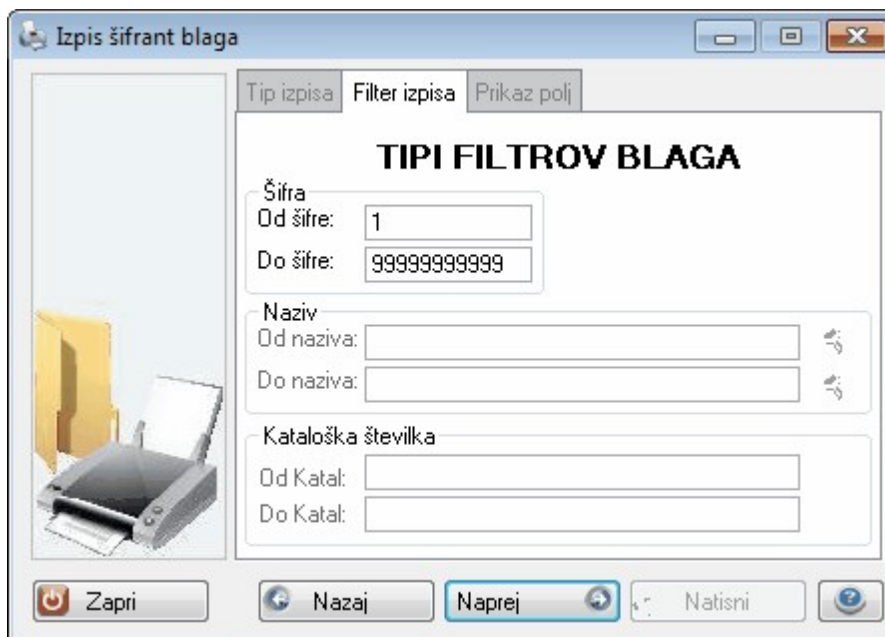 Izpis šifrant blaga
Tip izpisa Filter izpisa Prikaz polj
TIPI FILTROV BLAGA
Šifra
Od šifre: 1
Do šifre: 99999999999
Naziv
Od naziva:
Do naziva:
Kataloška številka
Od Katal:
Do Katal:
Zapri Nazaj Naprej Natisni